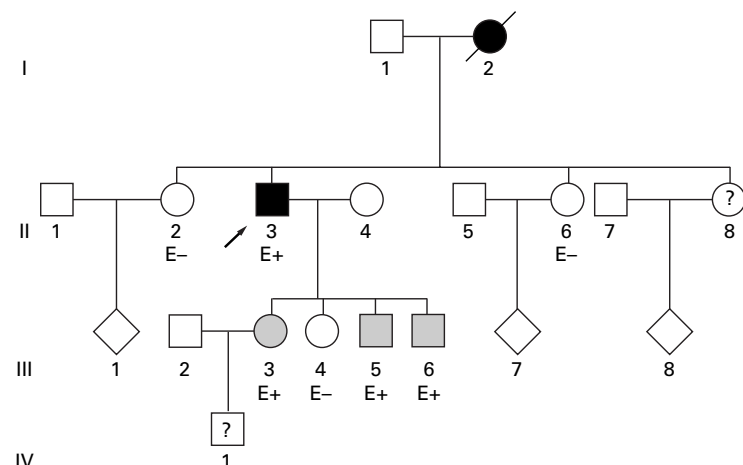 I
1 2
?
II 1 2 3 4 5 6 7 8
E− E+ E−
III 1 2 3 4 5 6 7 8
E+ E− E+ E+
?
IV 1